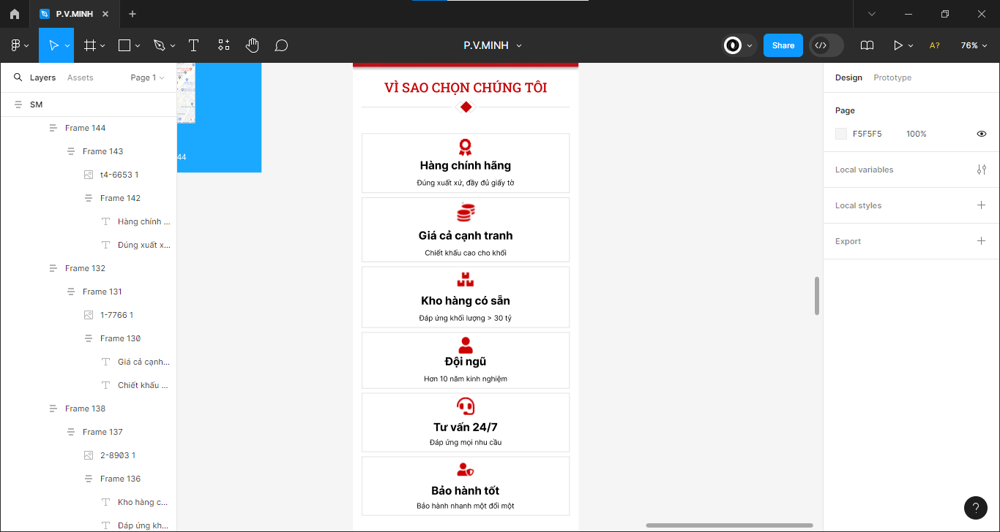 P.V.MINH
P.V.MINH
Share
A?
76%
Layers
Assets
Page 1
SM
Frame 144
Frame 143
t4-6653 1
Frame 142
Hàng chính ...
Đúng xuất x...
Frame 132
Frame 131
1-7766 1
Frame 130
Giá cả cạnh...
Chiết khấu ...
Frame 138
Frame 137
2-8903 1
Frame 136
Kho hàng c...
Đáp ứng kh...
44
VÌ SAO CHỌN CHÚNG TÔI
Hàng chính hãng
Đúng xuất xứ, đầy đủ giấy tờ
Giá cả cạnh tranh
Chiết khấu cao cho khối
Kho hàng có sẵn
Đáp ứng khối lượng > 30 tỷ
Đội ngũ
Hơn 10 năm kinh nghiệm
Tư vấn 24/7
Đáp ứng mọi nhu cầu
Bảo hành tốt
Bảo hành nhanh một đổi một
Design
Prototype
Page
F5F5F5
100%
Local variables
Local styles
Export
?